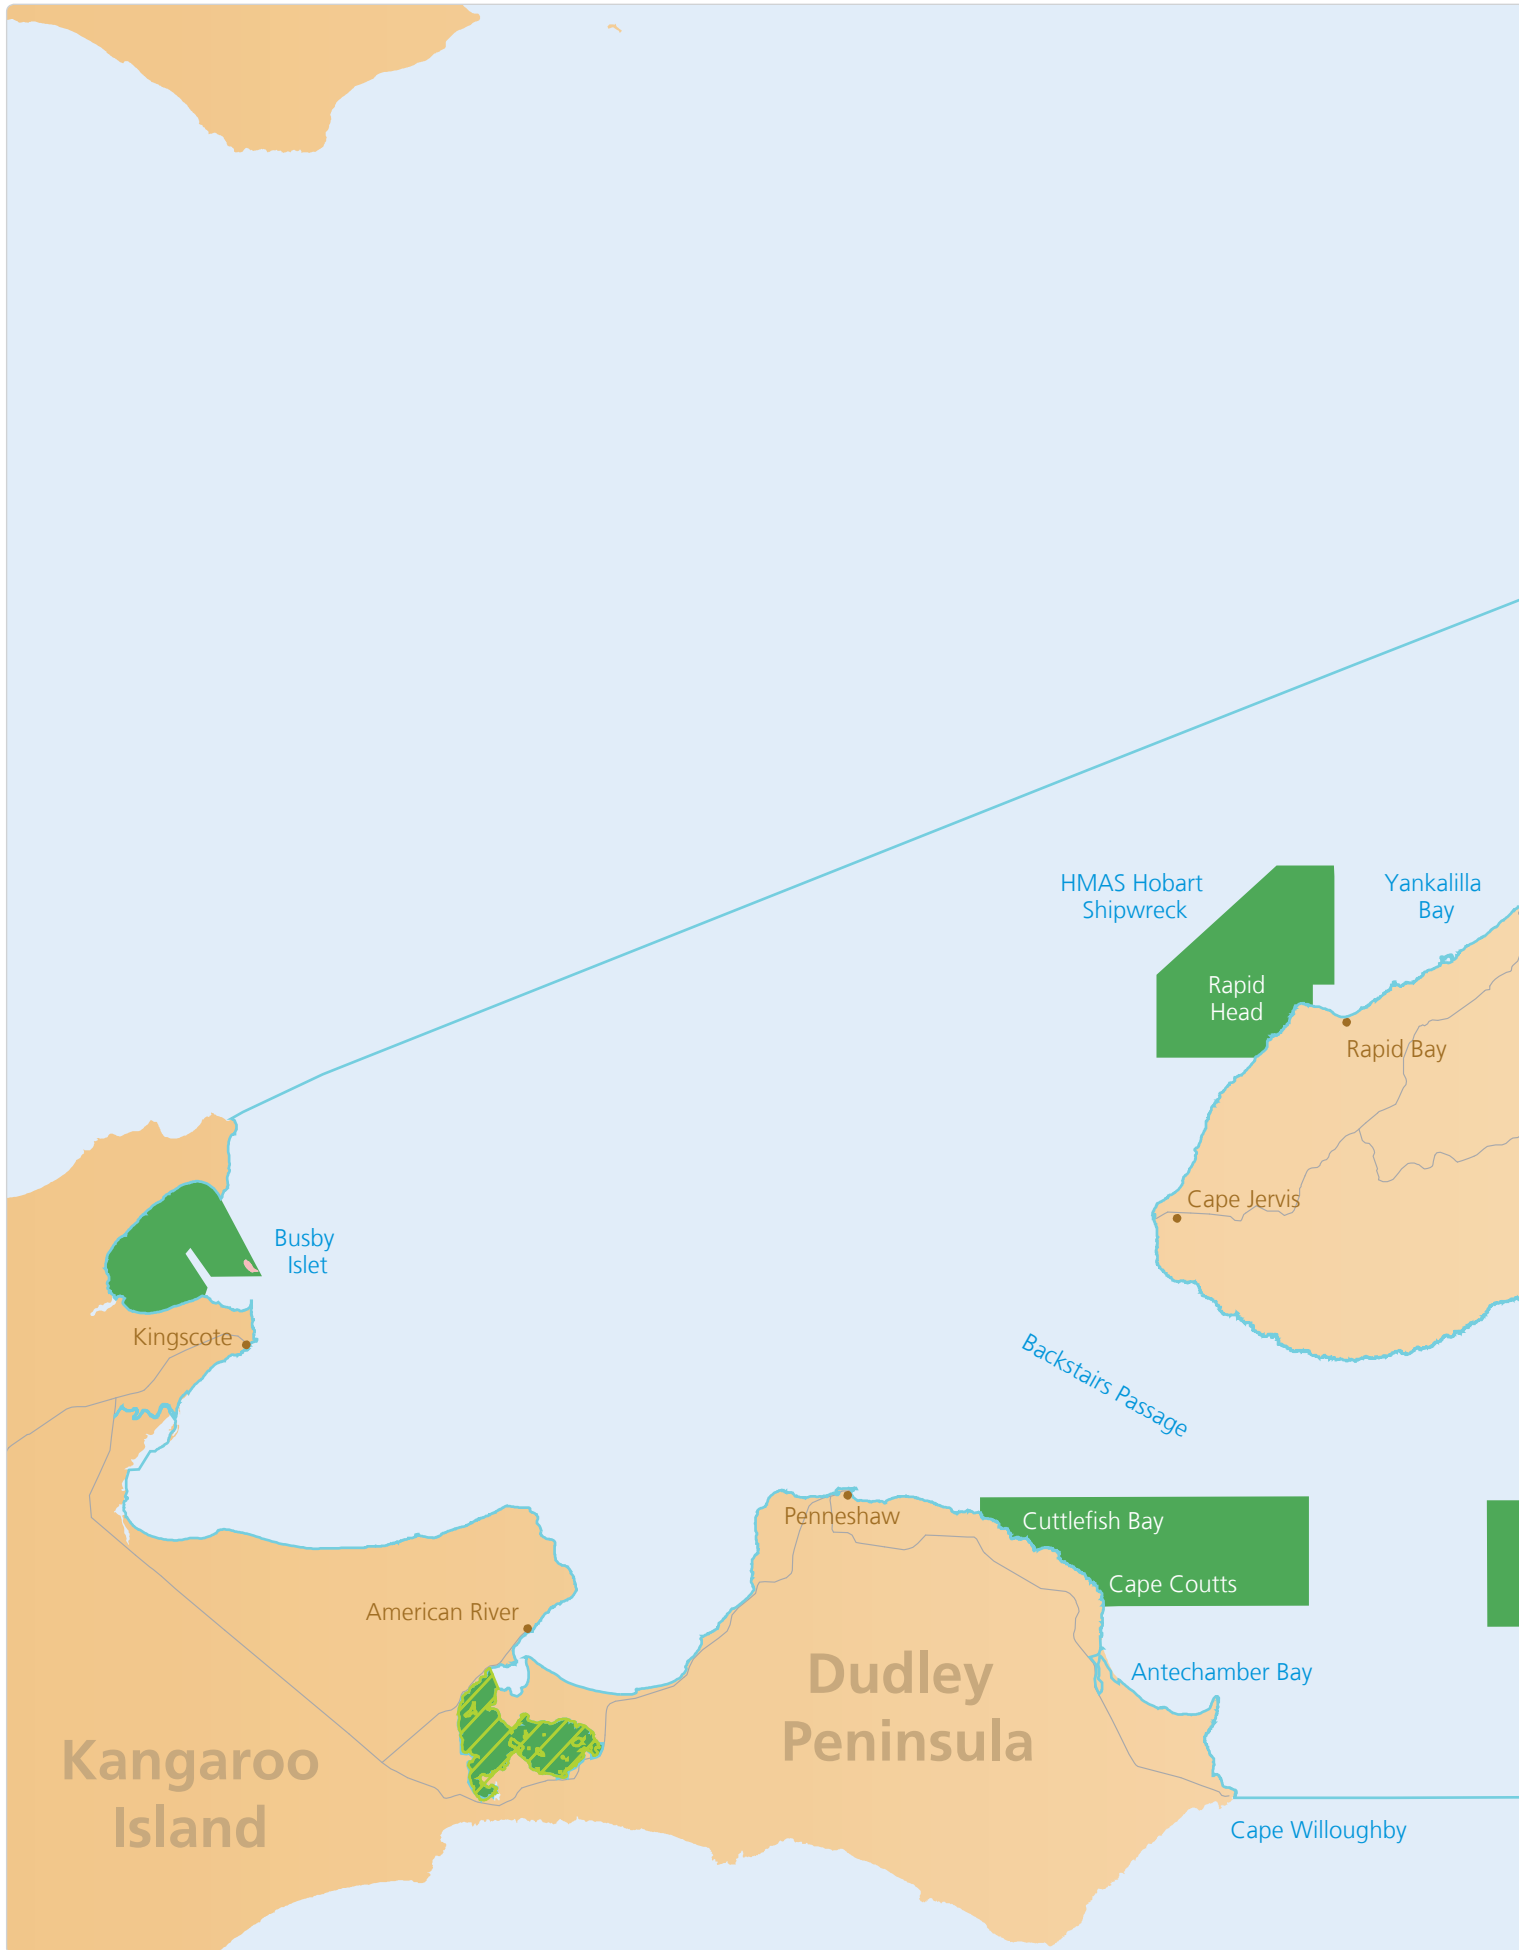 HMAS Hobart
Shipwreck
Yankalilla
Bay
Rapid
Head
Rapid Bay
Cape Jervis
Busby
Islet
Kingscote
Backstairs Passage
Penneshaw
Cuttlefish Bay
Cape Coutts
American River
Dudley
Peninsula
Antechamber Bay
Kangaroo
Island
Cape Willoughby